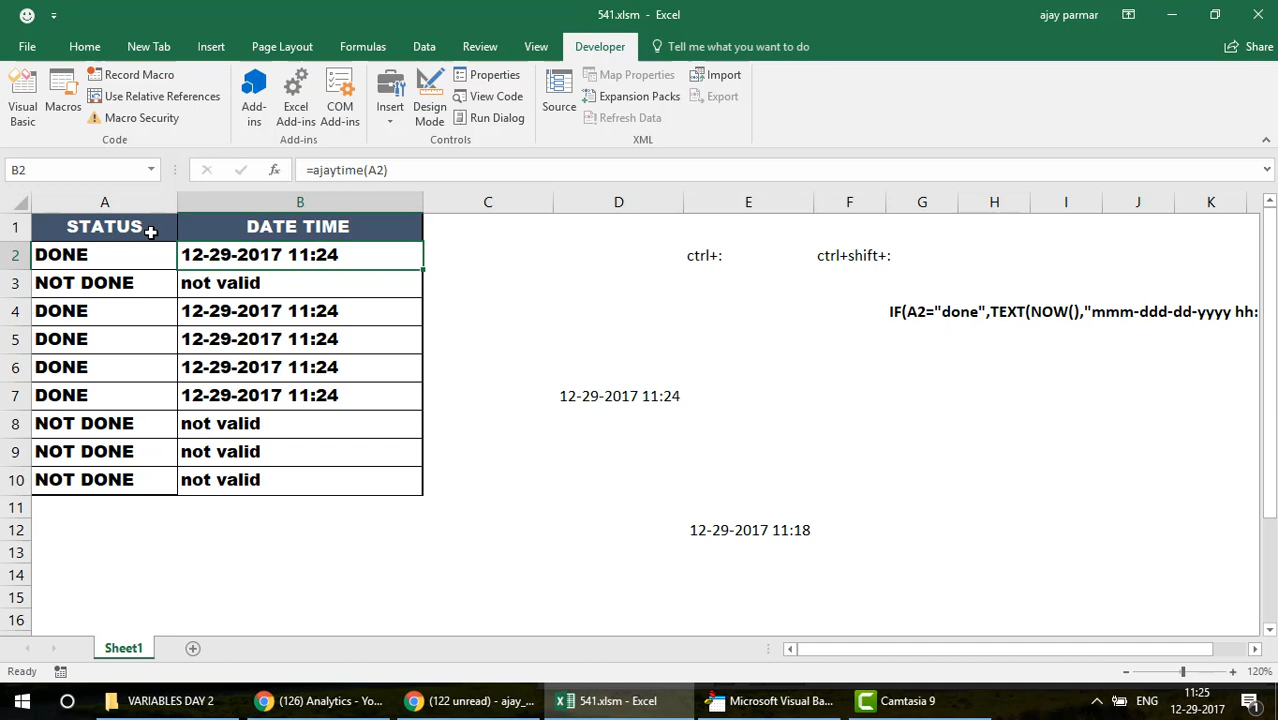 541.xlsm - Excel
ajay parmar
File Home New Tab Insert Page Layout Formulas Data Review View Developer Tell me what you want to do Share
Visual Basic
Macros
Record Macro
Use Relative References
Macro Security
Code
Add-ins
Excel Add-ins
COM Add-ins
Add-ins
Insert
Design Mode
Properties
View Code
Run Dialog
Controls
Source
Map Properties
Expansion Packs
Refresh Data
Import
Export
XML
B2 fx =ajaytime(A2)
A B C D E F G H I J K
1 STATUS DATE TIME
2 DONE 12-29-2017 11:24 ctrl+: ctrl+shift+:
3 NOT DONE not valid
4 DONE 12-29-2017 11:24 IF(A2="done",TEXT(NOW(),"mmm-ddd-dd-yyyy hh:
5 DONE 12-29-2017 11:24
6 DONE 12-29-2017 11:24
7 DONE 12-29-2017 11:24 12-29-2017 11:24
8 NOT DONE not valid
9 NOT DONE not valid
10 NOT DONE not valid
11
12 12-29-2017 11:18
13
14
15
16
Sheet1
Ready 120%
VARIABLES DAY 2 (126) Analytics - Yo... (122 unread) - ajay_... 541.xlsm - Excel Microsoft Visual Ba... Camtasia 9 ENG 11:25
12-29-2017 1